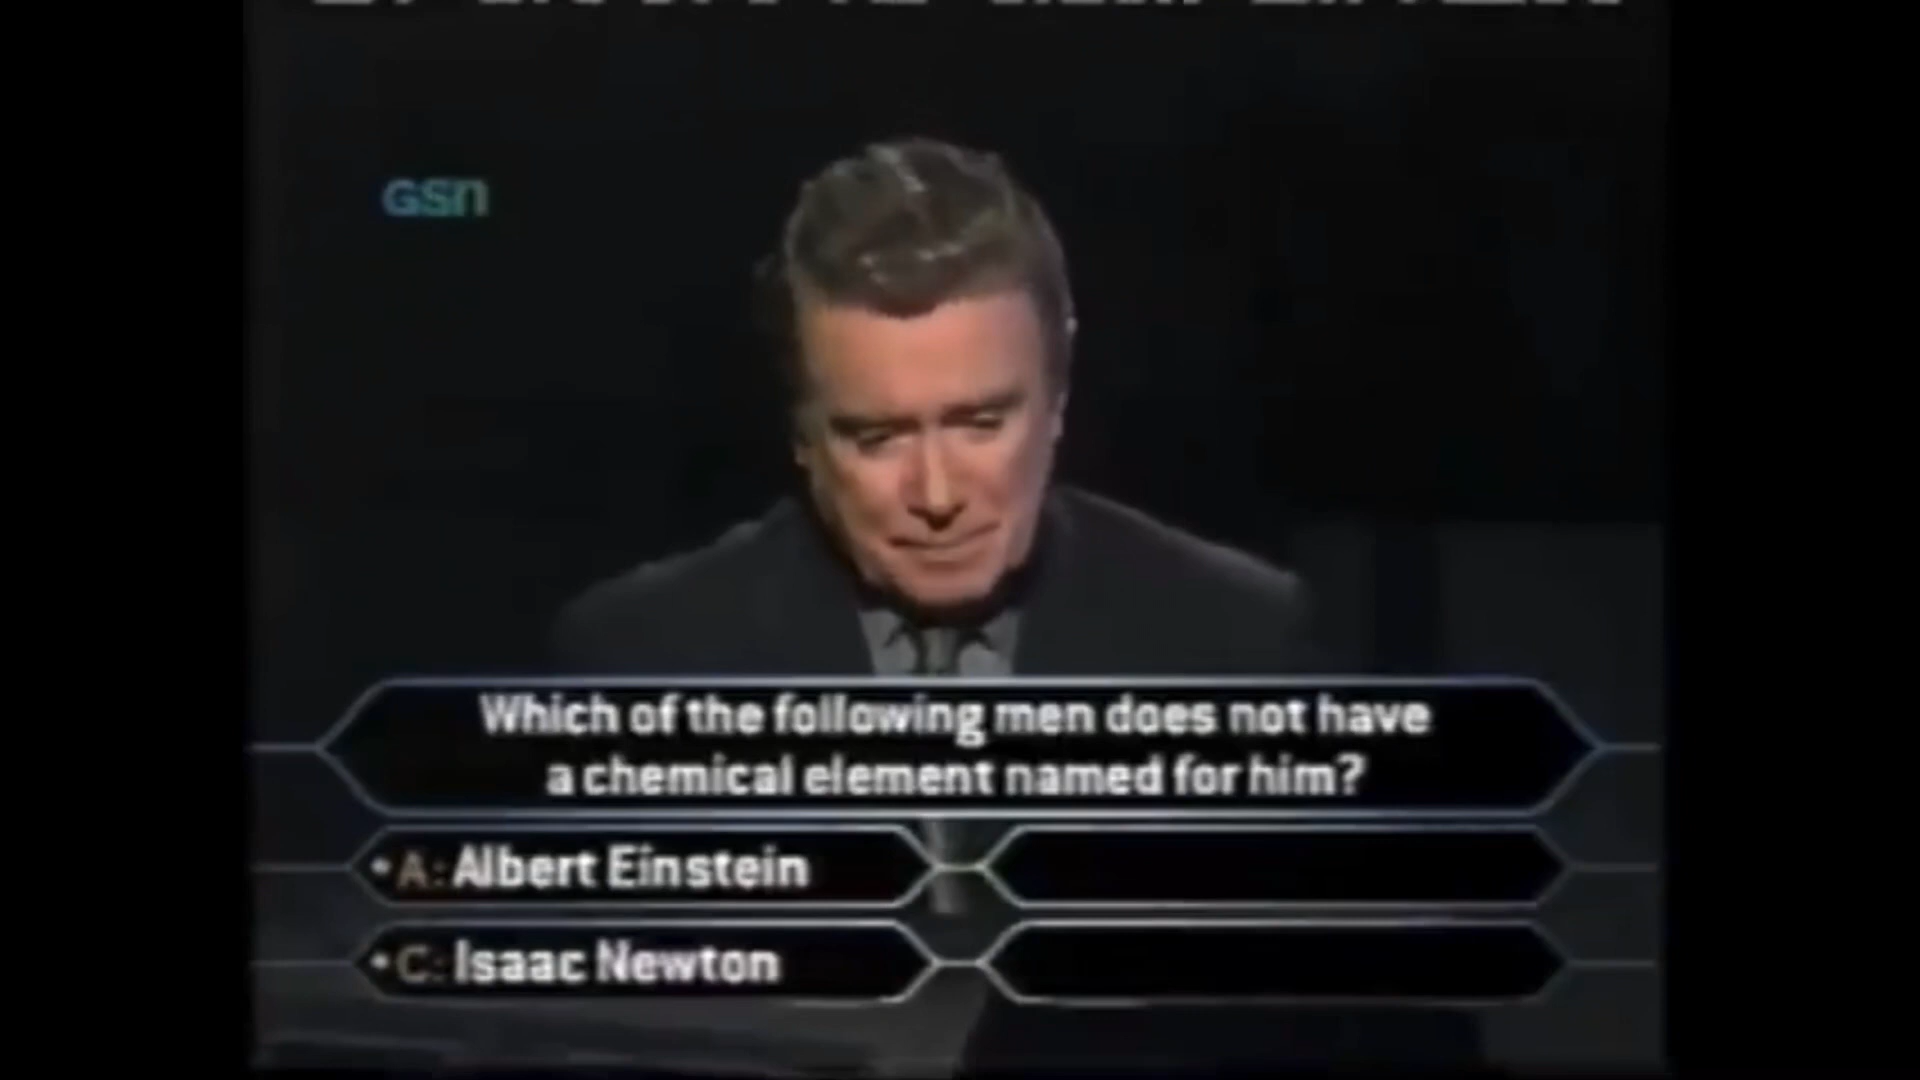 GSN
Which of the following men does not have
a chemical element named for him?
A: Albert Einstein
C: Isaac Newton